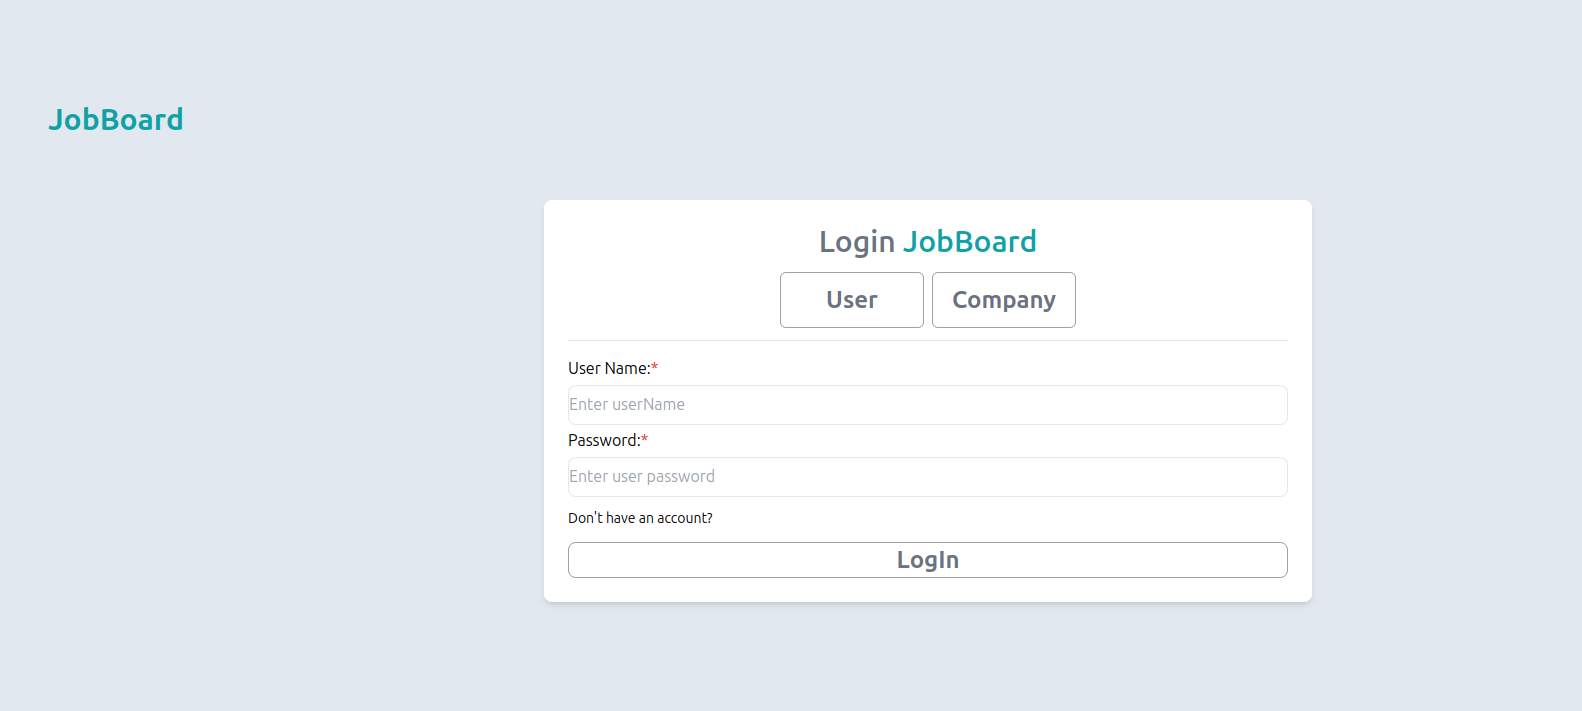 JobBoard
Login JobBoard
User Company
User Name:*
Enter userName
Password:*
Enter user password
Don't have an account?
LogIn